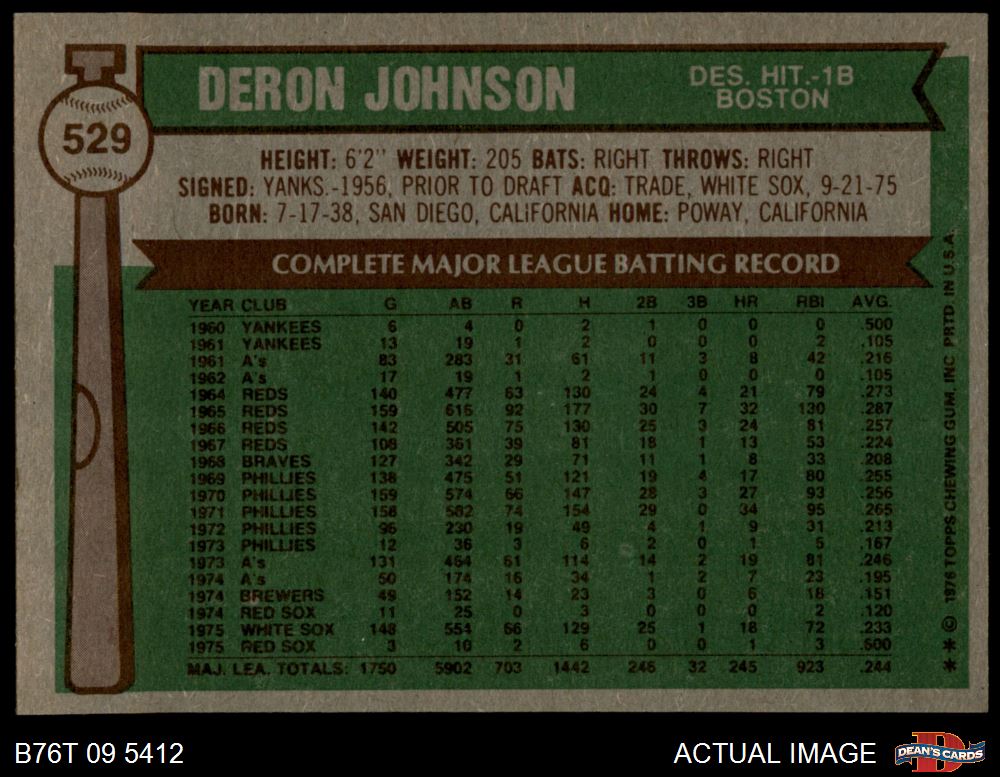 DERON JOHNSON
DES. HIT.-1B
BOSTON
529
HEIGHT: 6'2" WEIGHT: 205 BATS: RIGHT THROWS: RIGHT
SIGNED: YANKS.-1956, PRIOR TO DRAFT ACQ: TRADE, WHITE SOX, 9-21-75
BORN: 7-17-38, SAN DIEGO, CALIFORNIA HOME: POWAY, CALIFORNIA
COMPLETE MAJOR LEAGUE BATTING RECORD
YEAR CLUB G AB R H 2B 3B HR RBI AVG.
1960 YANKEES 6 4 0 2 1 0 0 0 .500
1961 YANKEES 13 19 1 2 0 0 0 2 .105
1961 A's 83 283 31 61 11 3 8 42 .216
1962 A's 17 19 1 2 1 0 0 0 .105
1964 REDS 140 477 63 130 24 4 21 79 .273
1965 REDS 159 616 92 177 30 7 32 130 .287
1966 REDS 142 505 75 130 25 3 24 81 .257
1967 REDS 108 361 39 81 18 1 13 53 .224
1968 BRAVES 127 342 29 71 11 1 8 33 .208
1969 PHILLIES 138 475 51 121 19 4 17 80 .255
1970 PHILLIES 159 574 66 147 28 3 27 93 .256
1971 PHILLIES 158 582 74 154 29 0 34 95 .265
1972 PHILLIES 96 230 19 49 4 1 9 31 .213
1973 PHILLIES 12 36 3 6 2 0 1 5 .167
1973 A's 131 464 61 114 14 2 19 81 .246
1974 A's 50 174 16 34 1 2 7 23 .195
1974 BREWERS 49 152 14 23 3 0 6 18 .151
1974 RED SOX 11 25 0 3 0 0 0 2 .120
1975 WHITE SOX 148 554 66 129 25 1 18 72 .233
1975 RED SOX 3 10 2 6 0 0 1 3 .600
MAJ. LEA. TOTALS: 1750 5902 703 1442 246 32 245 923 .244
* * © 1976 TOPPS CHEWING GUM, INC PRTD. IN U.S.A.
B76T 09 5412
ACTUAL IMAGE
DEAN'S CARDS